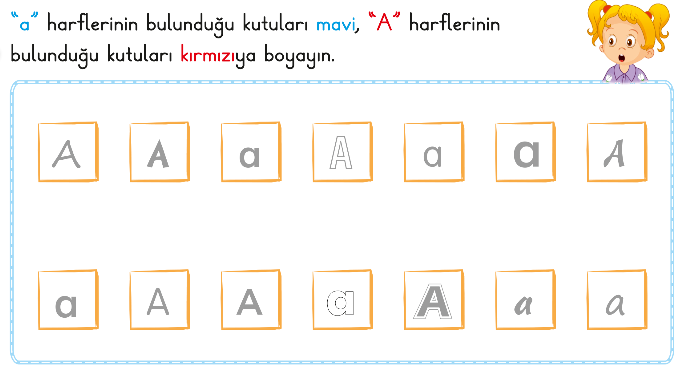 “a” harflerinin bulunduğu kutuları mavi, “A” harflerinin
bulunduğu kutuları kırmızıya boyayın.
A A a A a a A
a A A a A a a